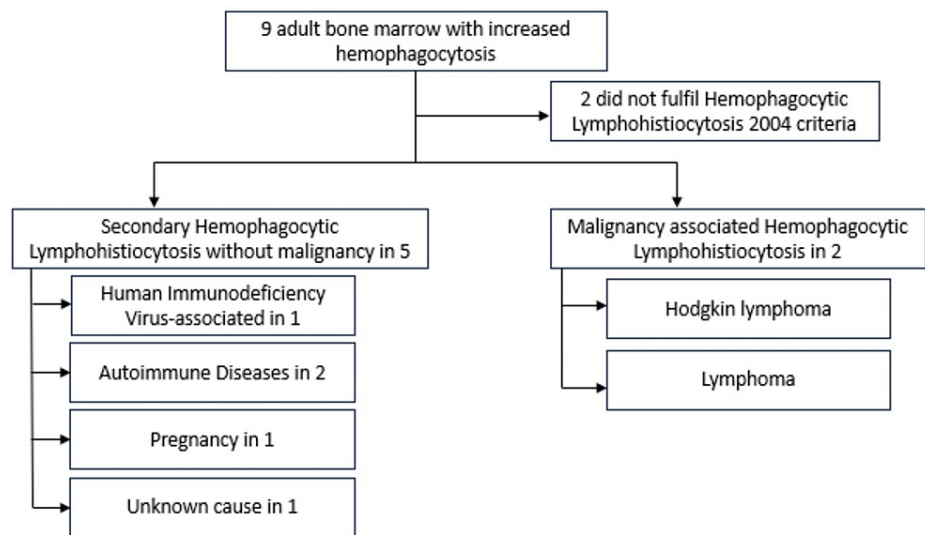 9 adult bone marrow with increased
hemophagocytosis
2 did not fulfil Hemophagocytic
Lymphohistiocytosis 2004 criteria
Secondary Hemophagocytic
Lymphohistiocytosis without malignancy in 5
Malignancy associated Hemophagocytic
Lymphohistiocytosis in 2
Human Immunodeficiency
Virus-associated in 1
Autoimmune Diseases in 2
Pregnancy in 1
Unknown cause in 1
Hodgkin lymphoma
Lymphoma